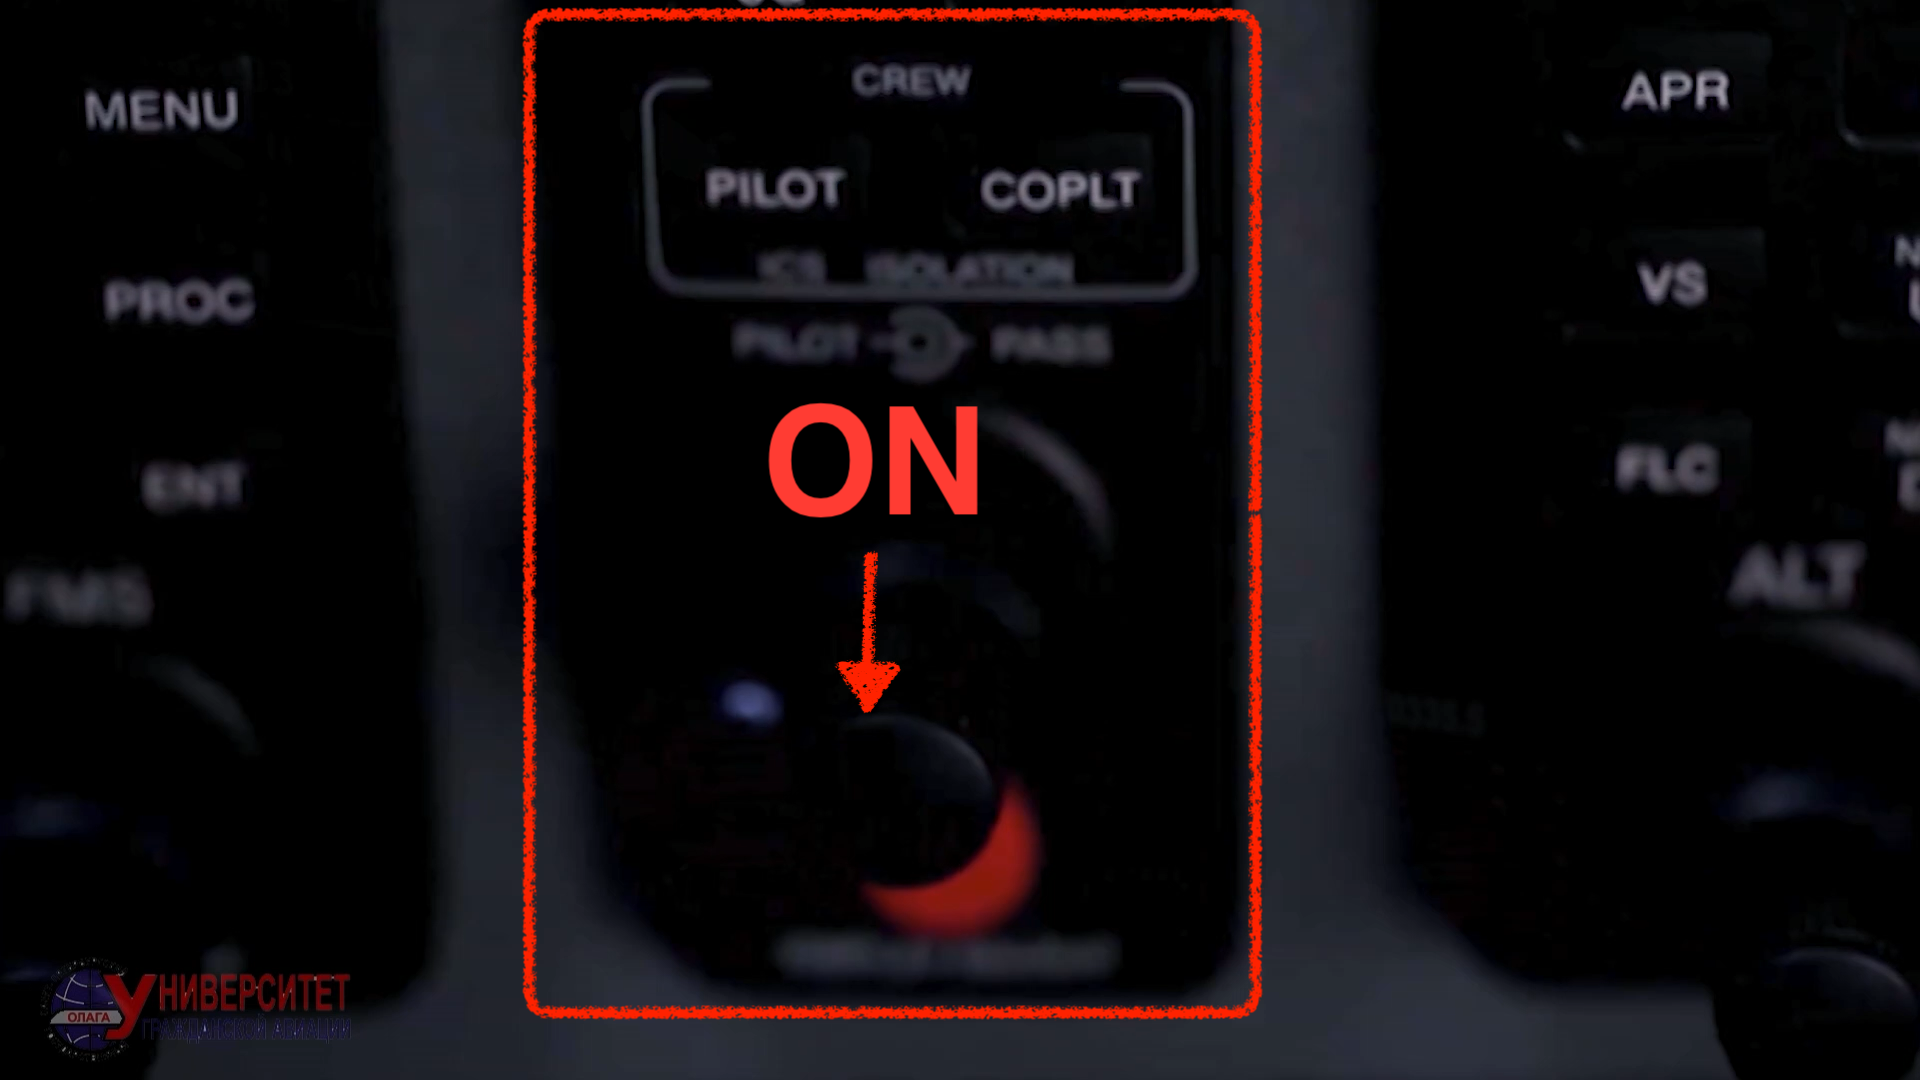 MENU
PROC
ENT
FMS
CREW
PILOT COPLT
ICS ISOLATION
PILOT PASS
ON
APR
VS
FLC
ALT
УНИВЕРСИТЕТ
ГРАЖДАНСКОЙ АВИАЦИИ
ОЛАГА